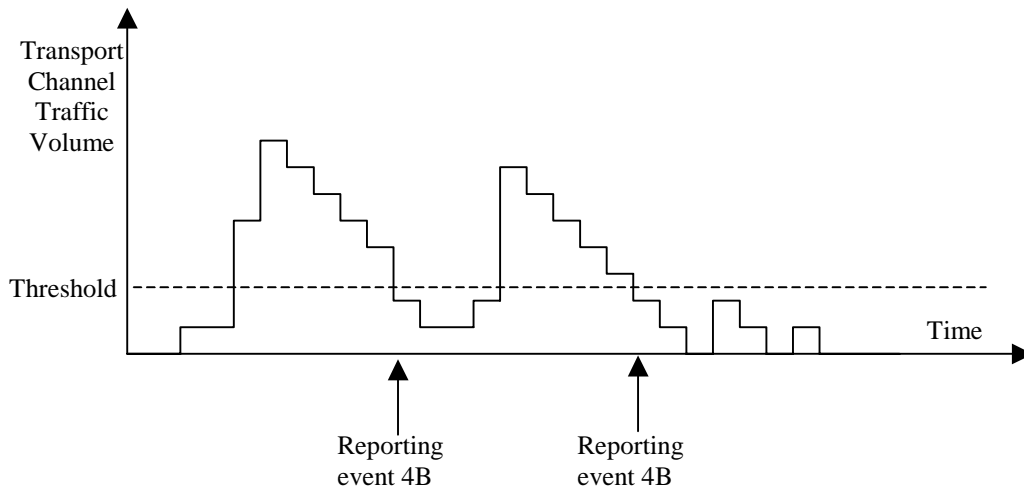 Transport
Channel
Traffic
Volume
Threshold
Time
Reporting
event 4B
Reporting
event 4B